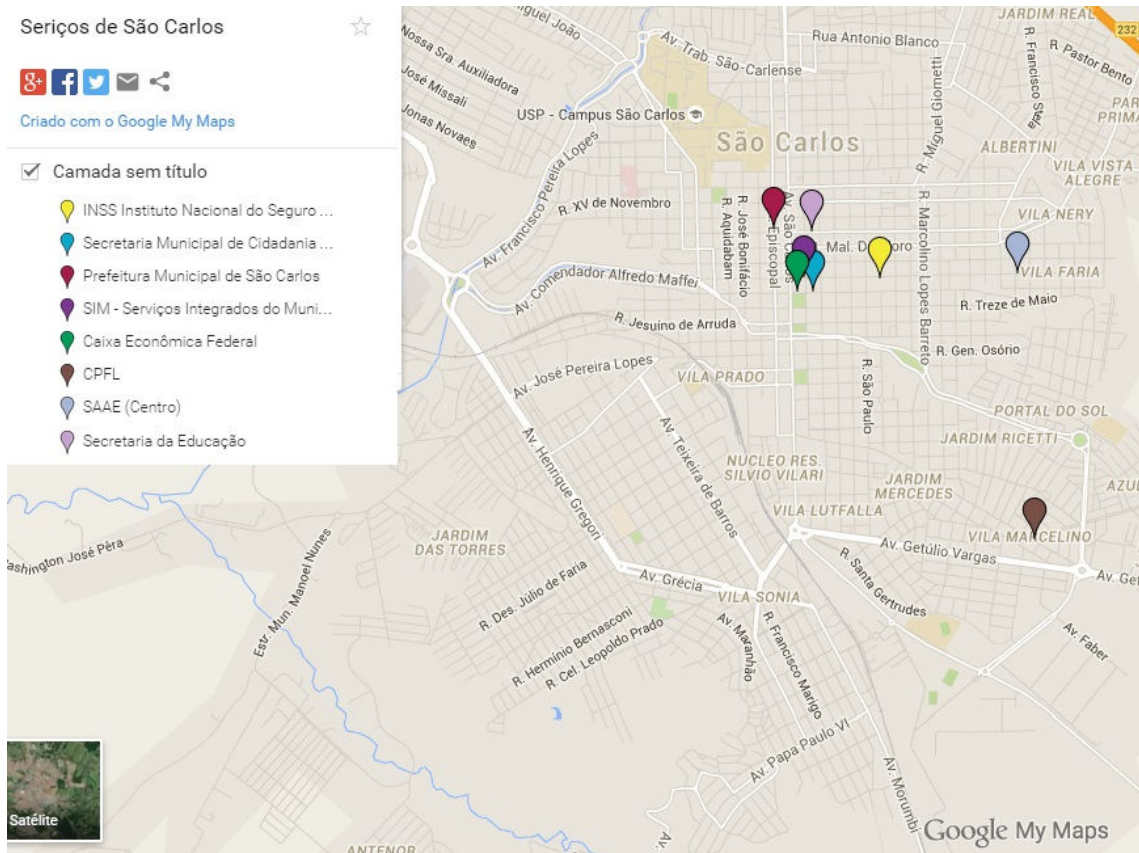 Seriços de São Carlos
g+
Criado com o Google My Maps
Camada sem título
INSS Instituto Nacional do Seguro ...
Secretaria Municipal de Cidadania ...
Prefeitura Municipal de São Carlos
SIM - Serviços Integrados do Muni...
Caixa Econômica Federal
CPFL
SAAE (Centro)
Secretaria da Educação
Satélite
Miguel João
Nossa Sra. Auxiliadora
José Missali
Jonas Novaes
Av. Trab. São-Carlense
Rua Antonio Blanco
JARDIM REAL
232
R. Pastor Bento
R. Francisco Stella
R. Miguel Giometti
USP - Campus São Carlos
São Carlos
ALBERTINI
VILA VISTA ALEGRE
Av. Francisco Pereira Lopes
R. XV de Novembro
R. Aquidabam
R. José Bonifácio
Episcopal
Av. São
R. Marcolino Lopes Barreto
VILA NERY
VILA FARIA
Av. Comendador Alfredo Maffei
R. Treze de Maio
R. Jesuino de Arruda
R. Gen. Osório
Av. José Pereira Lopes
VILA PRADO
R. São Paulo
PORTAL DO SOL
JARDIM RICETTI
Av. Henrique Gregori
Av. Teixeira de Barros
NUCLEO RES.
SILVIO VILARI
JARDIM
MERCEDES
VILA LUTFALLA
VILA MARCELINO
Av. Getúlio Vargas
Washington José Pêra
Estr. Mun. Manoel Nunes
JARDIM
DAS TORRES
R. Des. Júlio de Faria
Av. Grécia
VILA SONIA
R. Santa Gertrudes
Av. Faber
R. Hermínio Bernasconi
R. Cel. Leopoldo Prado
Av. Maranhão
R. Francisco Marigo
Av. Papa Paulo VI
Av. Morumbi
ANTENOR
Google My Maps